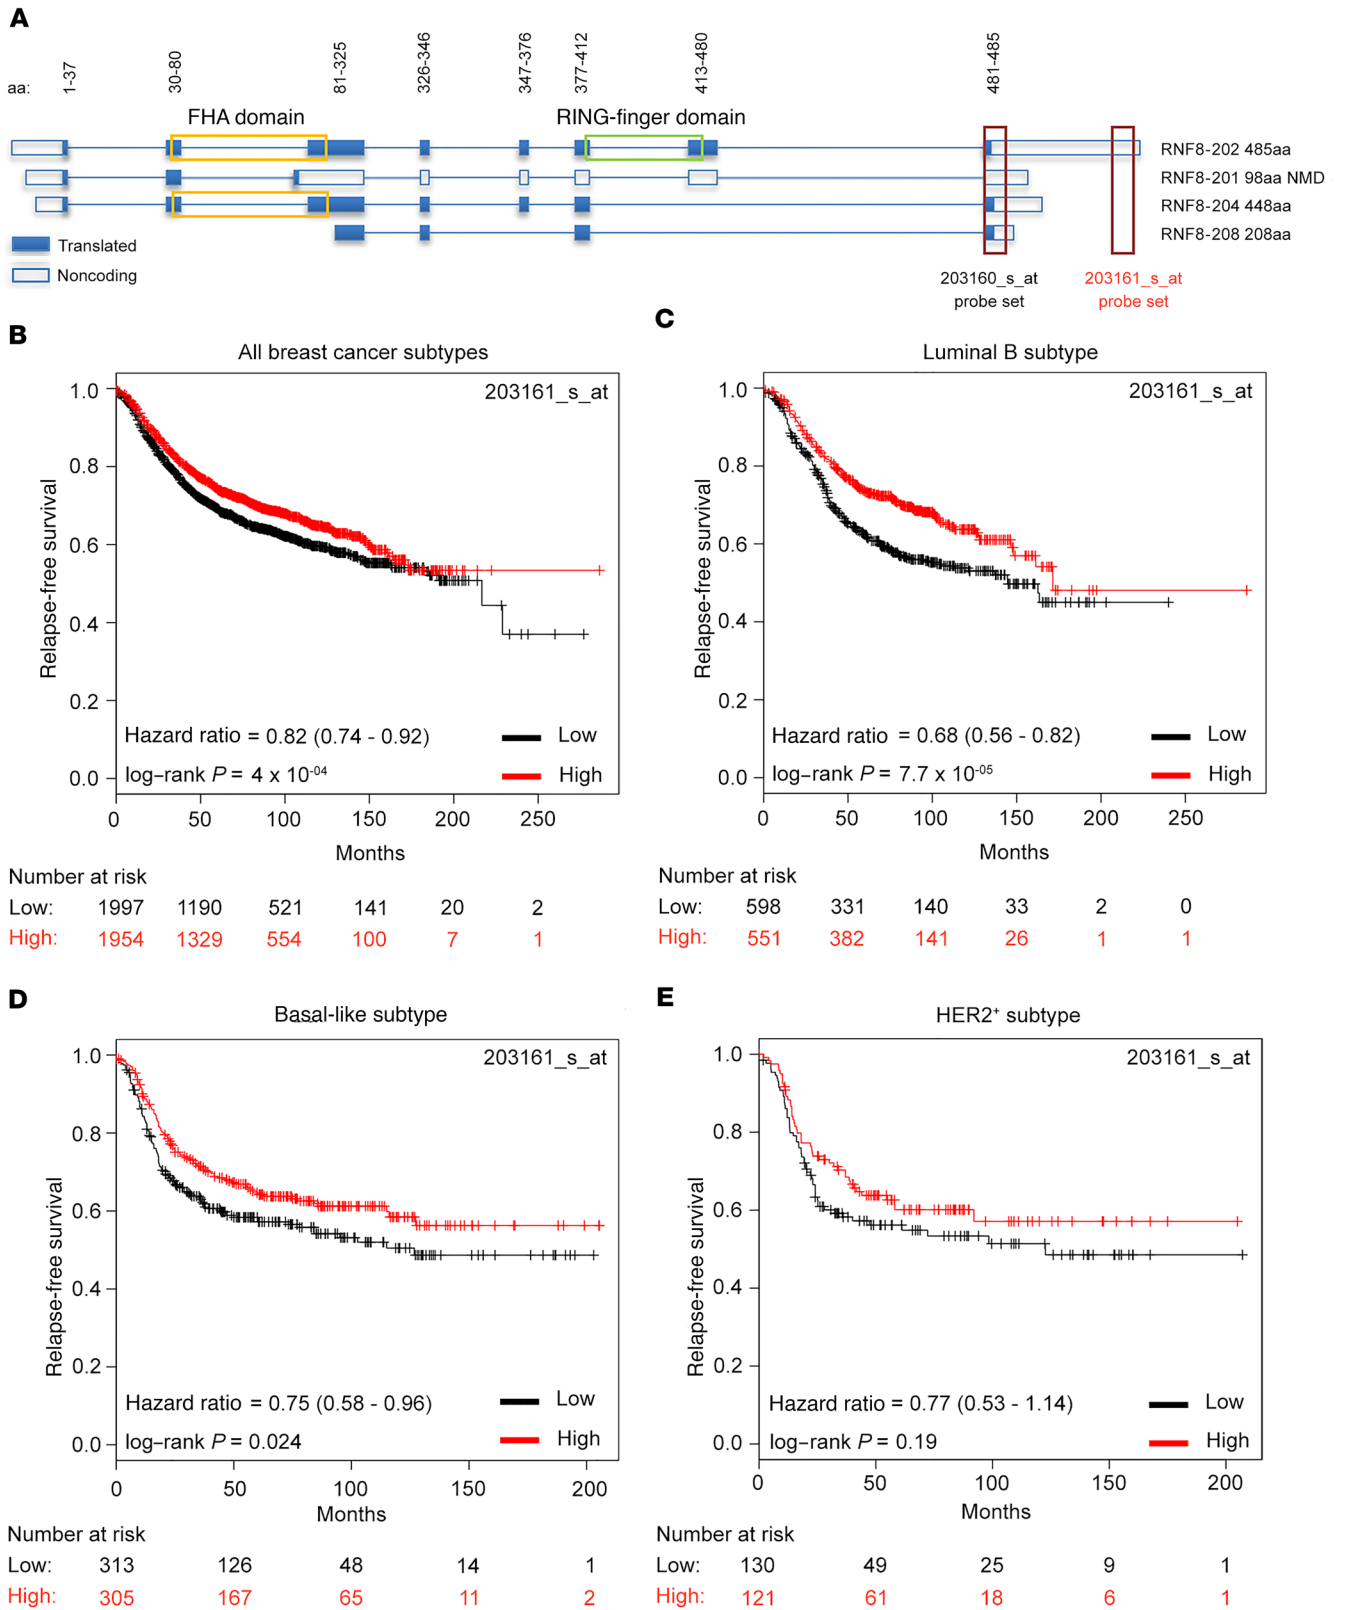 A
aa: 1-37 30-80 81-325 326-346 347-376 377-412 413-480 481-485
FHA domain RING-finger domain
RNF8-202 485aa
RNF8-201 98aa NMD
RNF8-204 448aa
RNF8-208 208aa
Translated
Noncoding
203160_s_at probe set
203161_s_at probe set
B
All breast cancer subtypes
203161_s_at
Relapse-free survival
1.0
0.8
0.6
0.4
0.2
0.0
Hazard ratio = 0.82 (0.74 - 0.92)
log-rank P = 4 x 10-04
Low
High
0 50 100 150 200 250
Months
Number at risk
Low: 1997 1190 521 141 20 2
High: 1954 1329 554 100 7 1
C
Luminal B subtype
203161_s_at
Relapse-free survival
1.0
0.8
0.6
0.4
0.2
0.0
Hazard ratio = 0.68 (0.56 - 0.82)
log-rank P = 7.7 x 10-05
Low
High
0 50 100 150 200 250
Months
Number at risk
Low: 598 331 140 33 2 0
High: 551 382 141 26 1 1
D
Basal-like subtype
203161_s_at
Relapse-free survival
1.0
0.8
0.6
0.4
0.2
0.0
Hazard ratio = 0.75 (0.58 - 0.96)
log-rank P = 0.024
Low
High
0 50 100 150 200
Months
Number at risk
Low: 313 126 48 14 1
High: 305 167 65 11 2
E
HER2+ subtype
203161_s_at
Relapse-free survival
1.0
0.8
0.6
0.4
0.2
0.0
Hazard ratio = 0.77 (0.53 - 1.14)
log-rank P = 0.19
Low
High
0 50 100 150 200
Months
Number at risk
Low: 130 49 25 9 1
High: 121 61 18 6 1